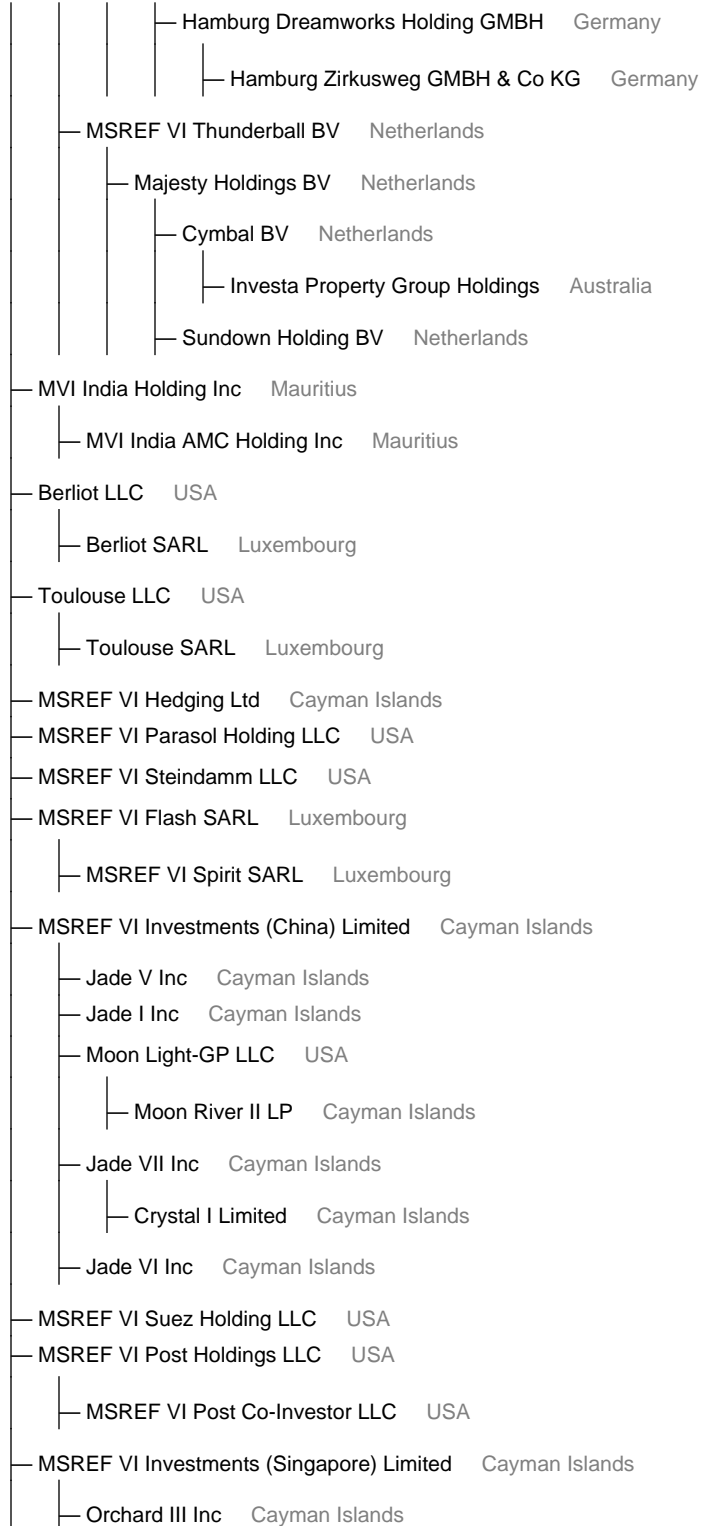 Hamburg Dreamworks Holding GMBH Germany
Hamburg Zirkusweg GMBH & Co KG Germany
MSREF VI Thunderball BV Netherlands
Majesty Holdings BV Netherlands
Cymbal BV Netherlands
Investa Property Group Holdings Australia
Sundown Holding BV Netherlands
MVI India Holding Inc Mauritius
MVI India AMC Holding Inc Mauritius
Berliot LLC USA
Berliot SARL Luxembourg
Toulouse LLC USA
Toulouse SARL Luxembourg
MSREF VI Hedging Ltd Cayman Islands
MSREF VI Parasol Holding LLC USA
MSREF VI Steindamm LLC USA
MSREF VI Flash SARL Luxembourg
MSREF VI Spirit SARL Luxembourg
MSREF VI Investments (China) Limited Cayman Islands
Jade V Inc Cayman Islands
Jade I Inc Cayman Islands
Moon Light-GP LLC USA
Moon River II LP Cayman Islands
Jade VII Inc Cayman Islands
Crystal I Limited Cayman Islands
Jade VI Inc Cayman Islands
MSREF VI Suez Holding LLC USA
MSREF VI Post Holdings LLC USA
MSREF VI Post Co-Investor LLC USA
MSREF VI Investments (Singapore) Limited Cayman Islands
Orchard III Inc Cayman Islands